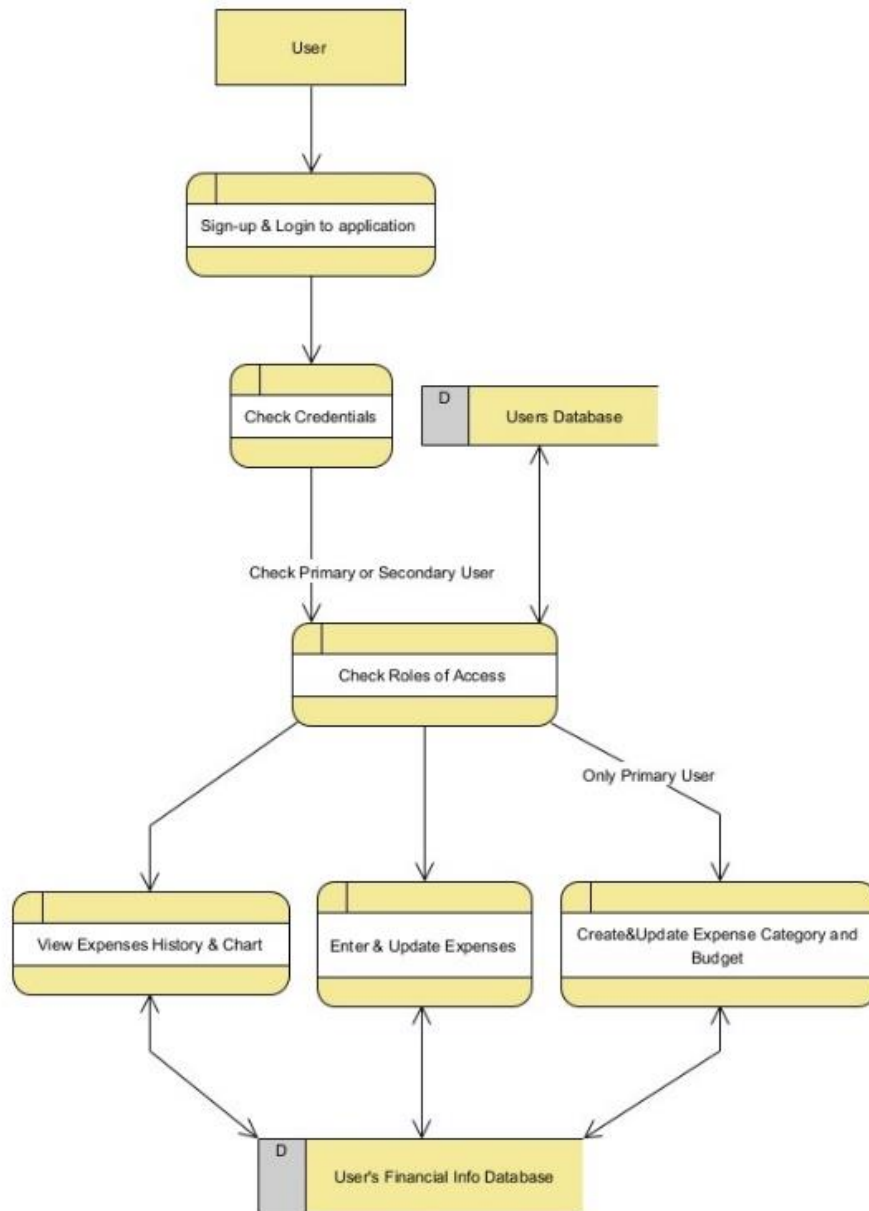 User
Sign-up & Login to application
Check Credentials
D
Users Database
Check Primary or Secondary User
Check Roles of Access
Only Primary User
View Expenses History & Chart
Enter & Update Expenses
Create&Update Expense Category and
Budget
D
User's Financial Info Database